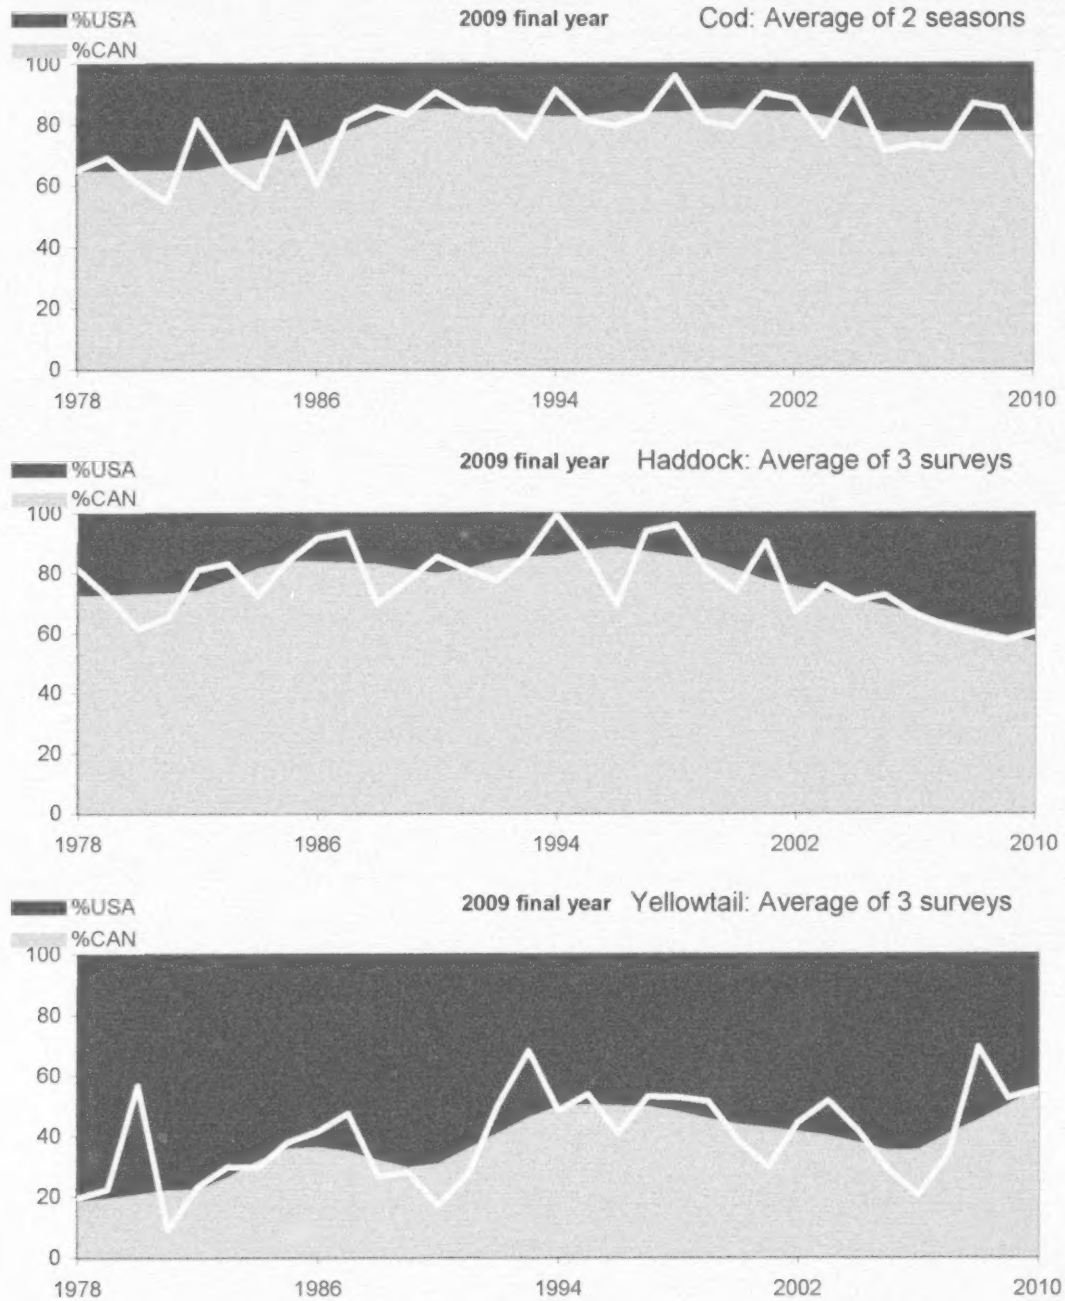 %USA 2009 final year Cod: Average of 2 seasons
%CAN
100
80
60
40
20
0
1978 1986 1994 2002 2010
%USA 2009 final year Haddock: Average of 3 surveys
%CAN
100
80
60
40
20
0
1978 1986 1994 2002 2010
%USA 2009 final year Yellowtail: Average of 3 surveys
%CAN
100
80
60
40
20
0
1978 1986 1994 2002 2010